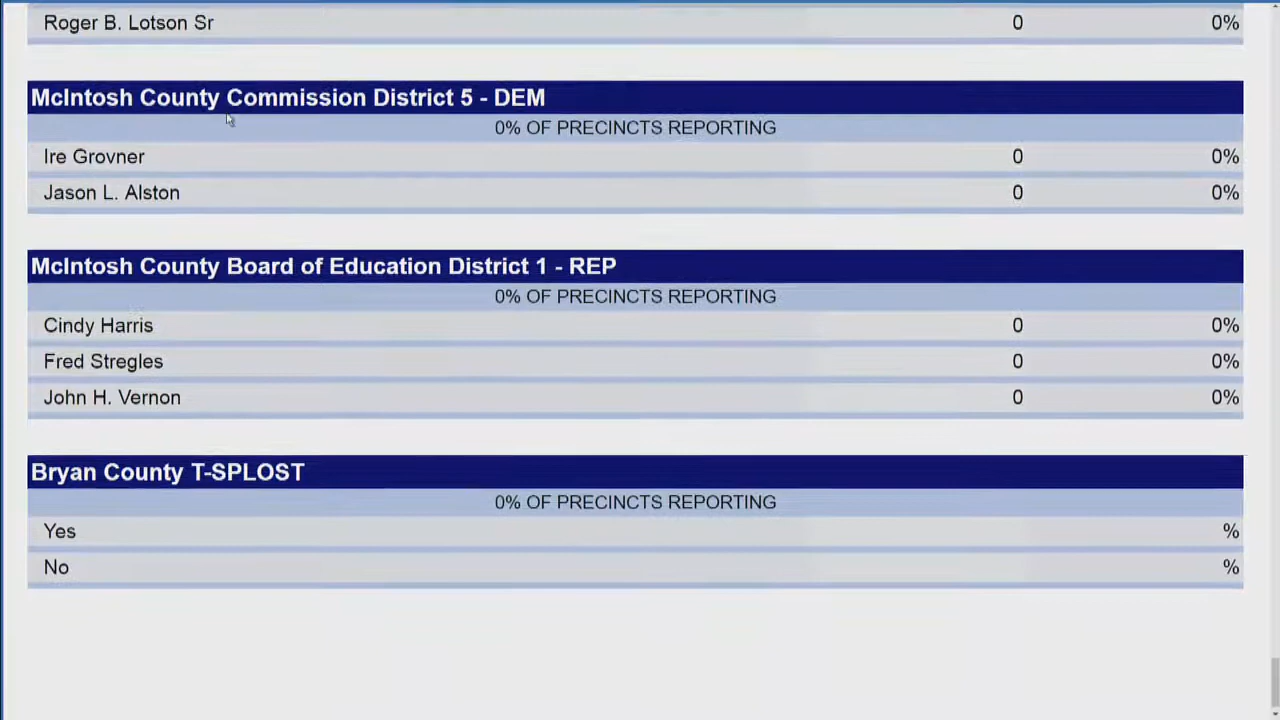 Roger B. Lotson Sr 0 0%
McIntosh County Commission District 5 - DEM
0% OF PRECINCTS REPORTING
Ire Grovner 0 0%
Jason L. Alston 0 0%
McIntosh County Board of Education District 1 - REP
0% OF PRECINCTS REPORTING
Cindy Harris 0 0%
Fred Stregles 0 0%
John H. Vernon 0 0%
Bryan County T-SPLOST
0% OF PRECINCTS REPORTING
Yes %
No %